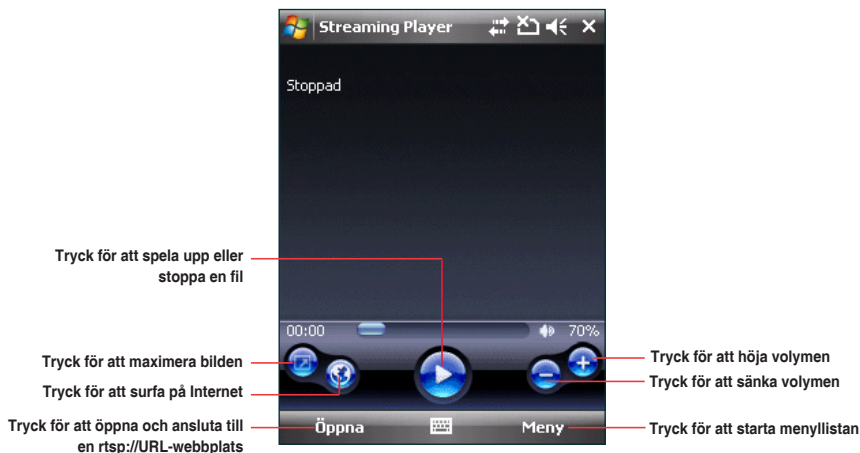 Streaming Player
Stoppad
Tryck för att spela upp eller
stoppa en fil
00:00
70%
Tryck för att maximera bilden
Tryck för att surfa på Internet
Tryck för att höja volymen
Tryck för att sänka volymen
Tryck för att öppna och ansluta till
en rtsp://URL-webbplats
Öppna
Meny
Tryck för att starta menyllistan